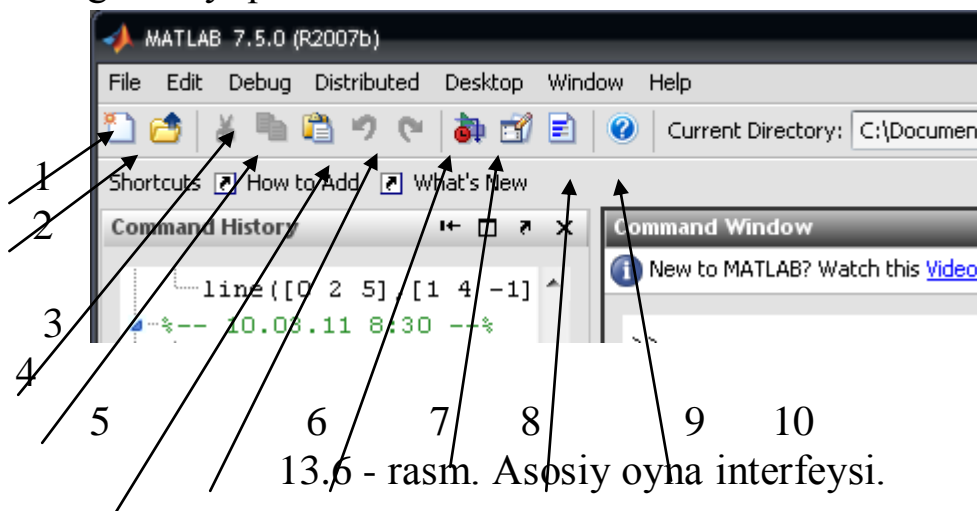 MATLAB 7.5.0 (R2007b)
File Edit Debug Distributed Desktop Window Help
Current Directory: C:\Documen
1
Shortcuts How to Add What's New
2
Command History Command Window
New to MATLAB? Watch this Video
line([0 2 5],[1 4 -1]
3
%-- 10.03.11 8:30 --%
>>
4
5 6 7 8 9 10
13.6 - rasm. Asosiy oyna interfeysi.